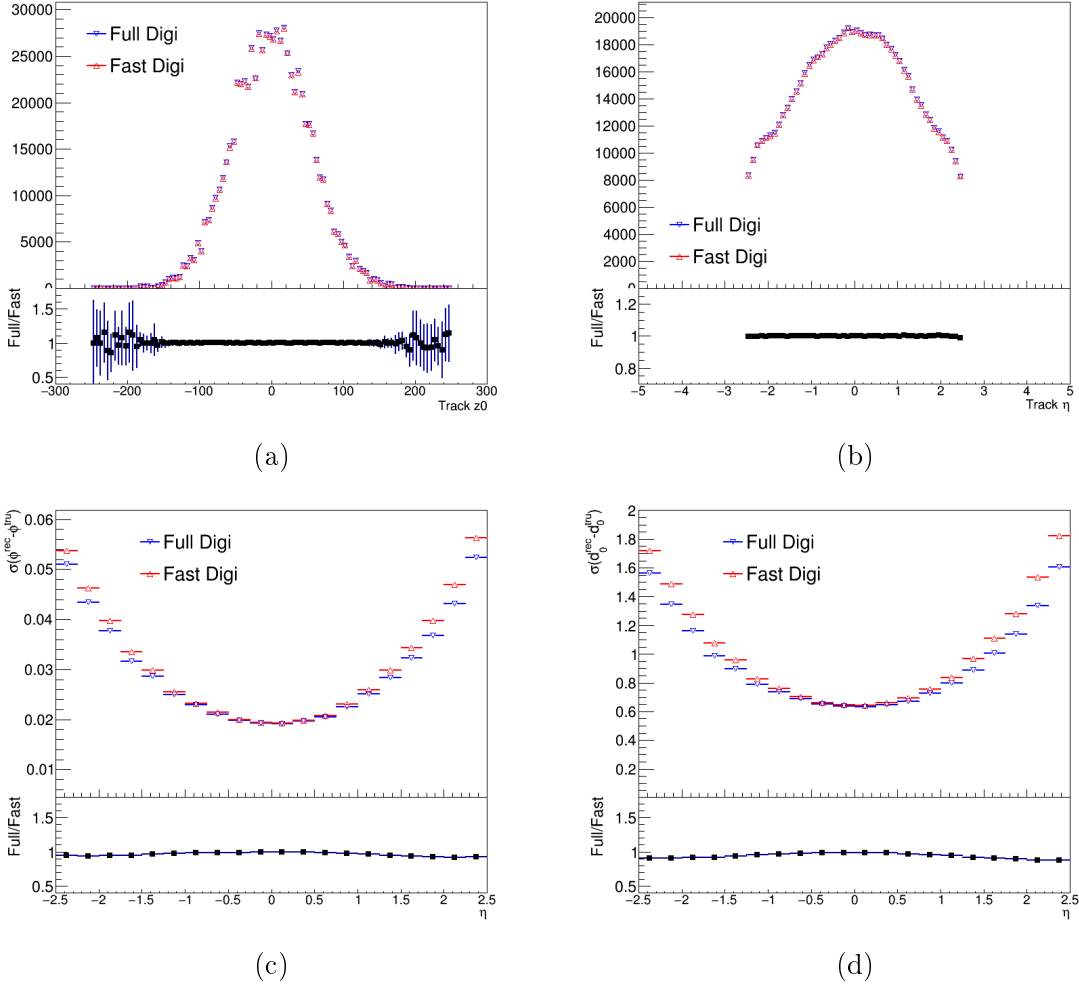 30000
25000
20000
15000
10000
5000
0
Full Digi
Fast Digi
Full/Fast
1.5
1
0.5
−300 −200 −100 0 100 200 300
Track z0
(a)
20000
18000
16000
14000
12000
10000
8000
6000
4000
2000
0
Full Digi
Fast Digi
Full/Fast
1.2
1
0.8
−5 −4 −3 −2 −1 0 1 2 3 4 5
Track η
(b)
σ(ϕ^rec-ϕ^tru)
0.06
0.05
0.04
0.03
0.02
0.01
Full Digi
Fast Digi
Full/Fast
1.5
1
0.5
−2.5 −2 −1.5 −1 −0.5 0 0.5 1 1.5 2 2.5
η
(c)
σ(d_0^rec-d_0^tru)
2
1.8
1.6
1.4
1.2
1
0.8
0.6
0.4
0.2
Full Digi
Fast Digi
Full/Fast
1.5
1
0.5
−2.5 −2 −1.5 −1 −0.5 0 0.5 1 1.5 2 2.5
η
(d)